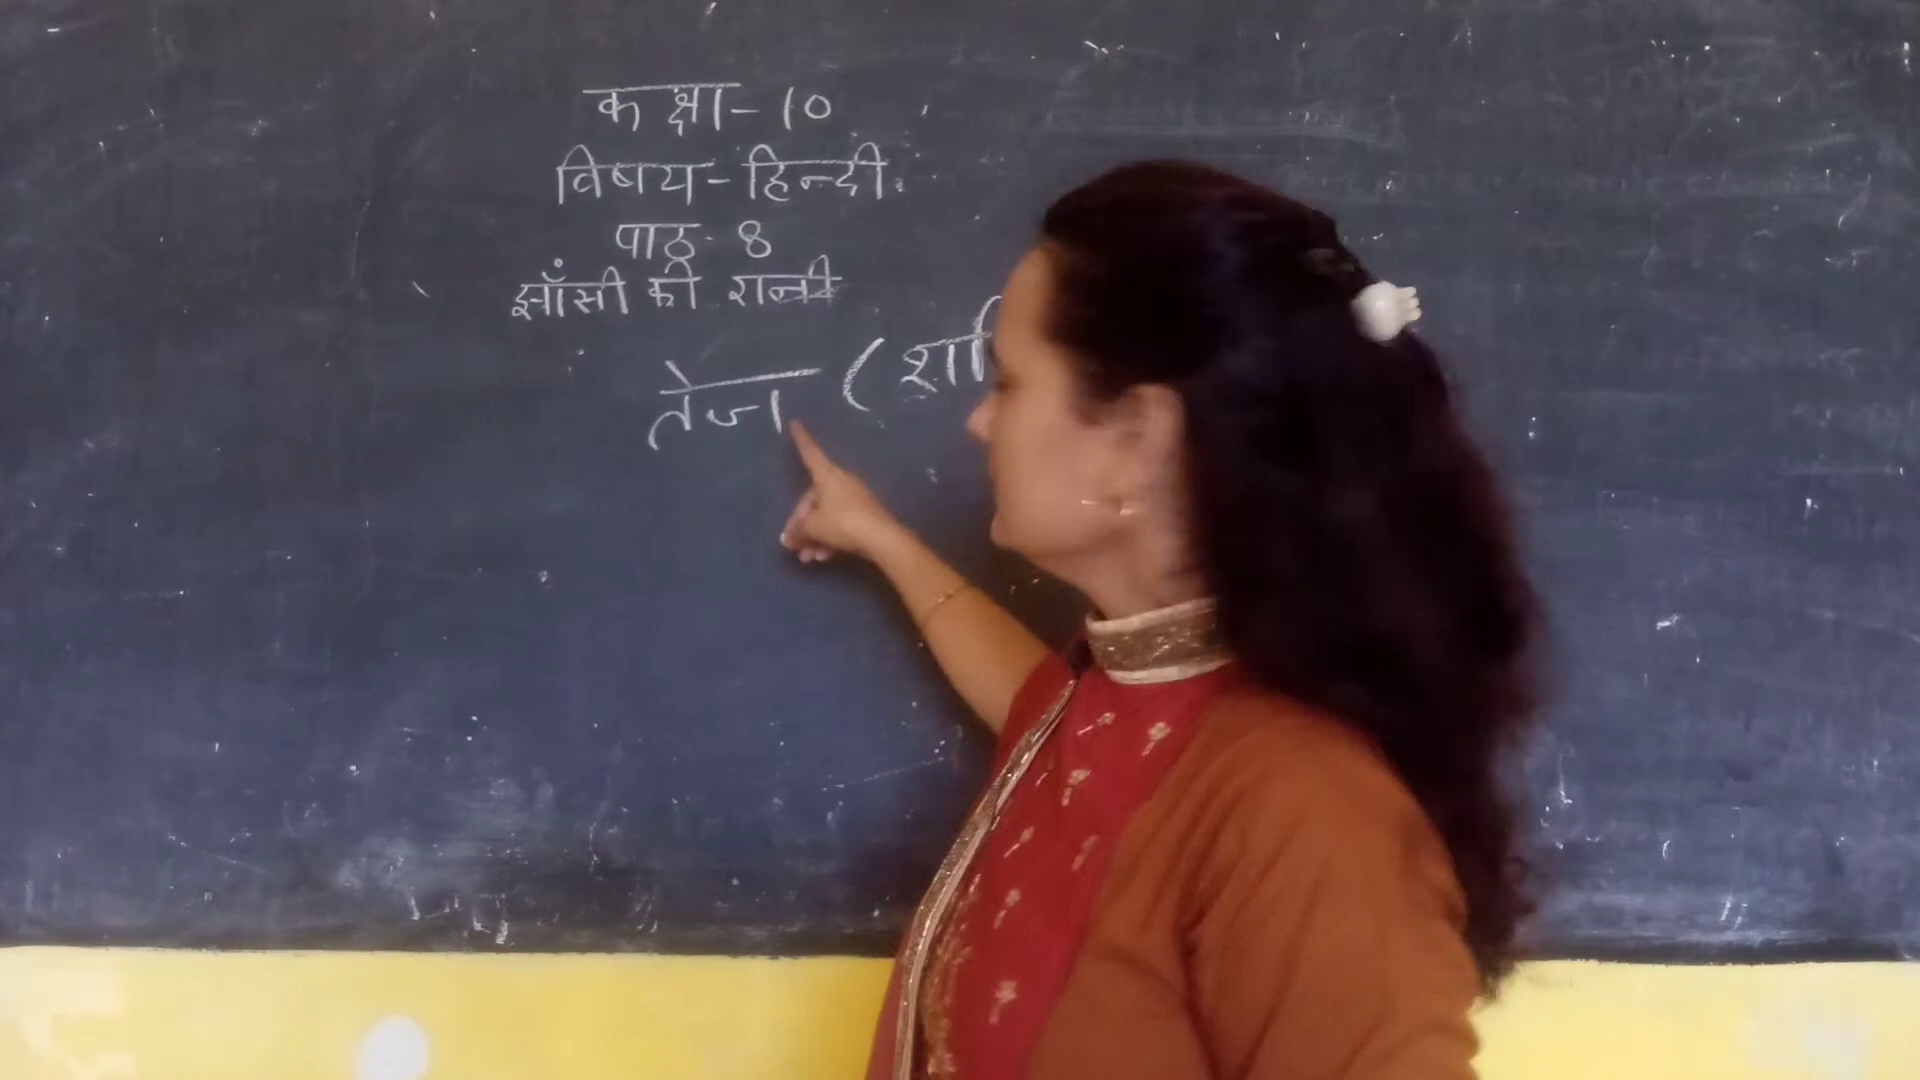 कक्षा-10
विषय-हिन्दी.
पाठ-8
झाँसी की रानी
तेज (